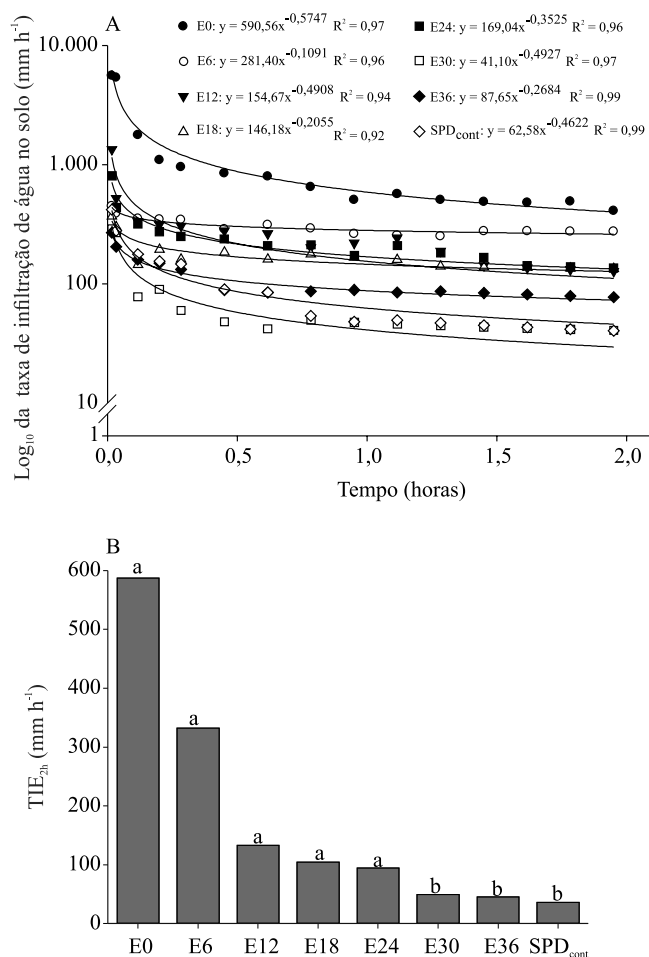 A
E0: y = 590,56x^-0,5747 R² = 0,97
E6: y = 281,40x^-0,1091 R² = 0,96
E12: y = 154,67x^-0,4908 R² = 0,94
E18: y = 146,18x^-0,2055 R² = 0,92
E24: y = 169,04x^-0,3525 R² = 0,96
E30: y = 41,10x^-0,4927 R² = 0,97
E36: y = 87,65x^-0,2684 R² = 0,99
SPDcont: y = 62,58x^-0,4622 R² = 0,99
Log₁₀ da taxa de infiltração de água no solo (mm h⁻¹)
10.000
1.000
100
10
1
0,0 0,5 1,0 1,5 2,0
Tempo (horas)
B
TIE2h (mm h⁻¹)
600
500
400
300
200
100
0
a a a a a b b b
E0 E6 E12 E18 E24 E30 E36 SPDcont